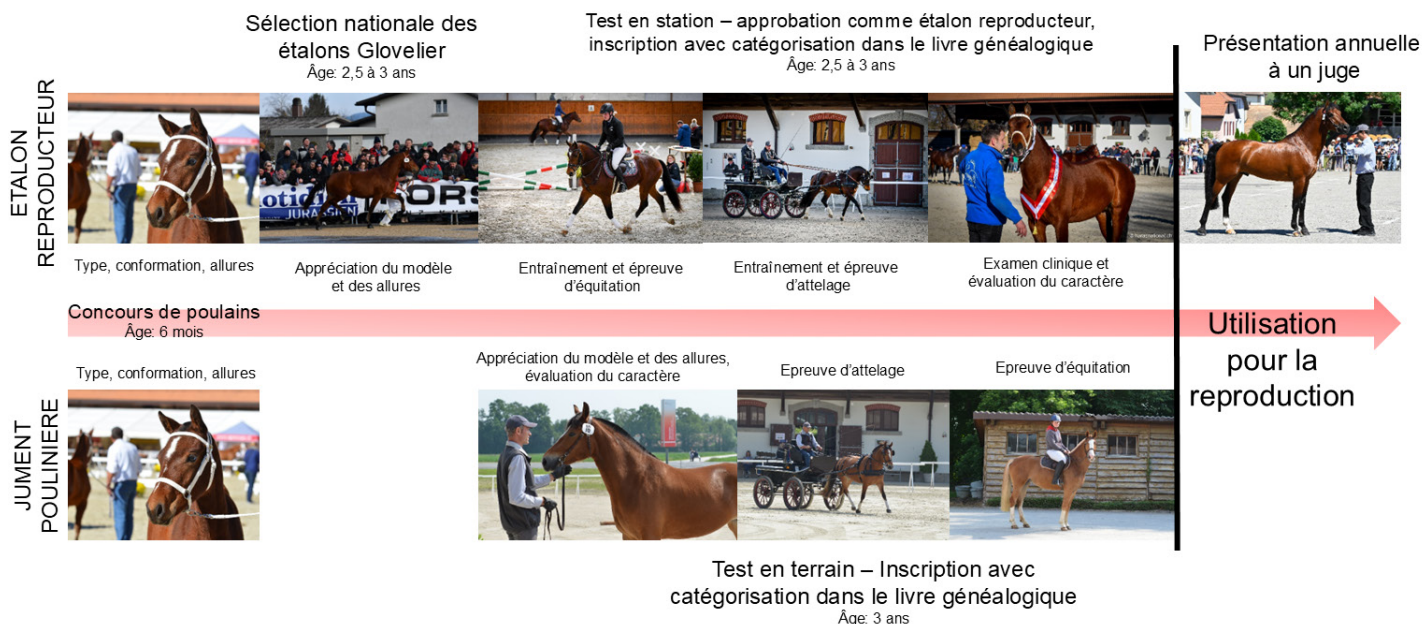 Sélection nationale des
étalons Glovelier
Âge: 2,5 à 3 ans
Test en station – approbation comme étalon reproducteur,
inscription avec catégorisation dans le livre généalogique
Âge: 2,5 à 3 ans
Présentation annuelle
à un juge
ETALON
REPRODUCTEUR
otidien
JURASSIEN
ORS
Type, conformation, allures
Appréciation du modèle
et des allures
Entraînement et épreuve
d'équitation
Entraînement et épreuve
d'attelage
Examen clinique et
évaluation du caractère
Concours de poulains
Âge: 6 mois
Utilisation
pour la
reproduction
JUMENT
POULINIERE
Type, conformation, allures
Appréciation du modèle et des allures,
évaluation du caractère
Epreuve d'attelage
Epreuve d'équitation
Test en terrain – Inscription avec
catégorisation dans le livre généalogique
Âge: 3 ans